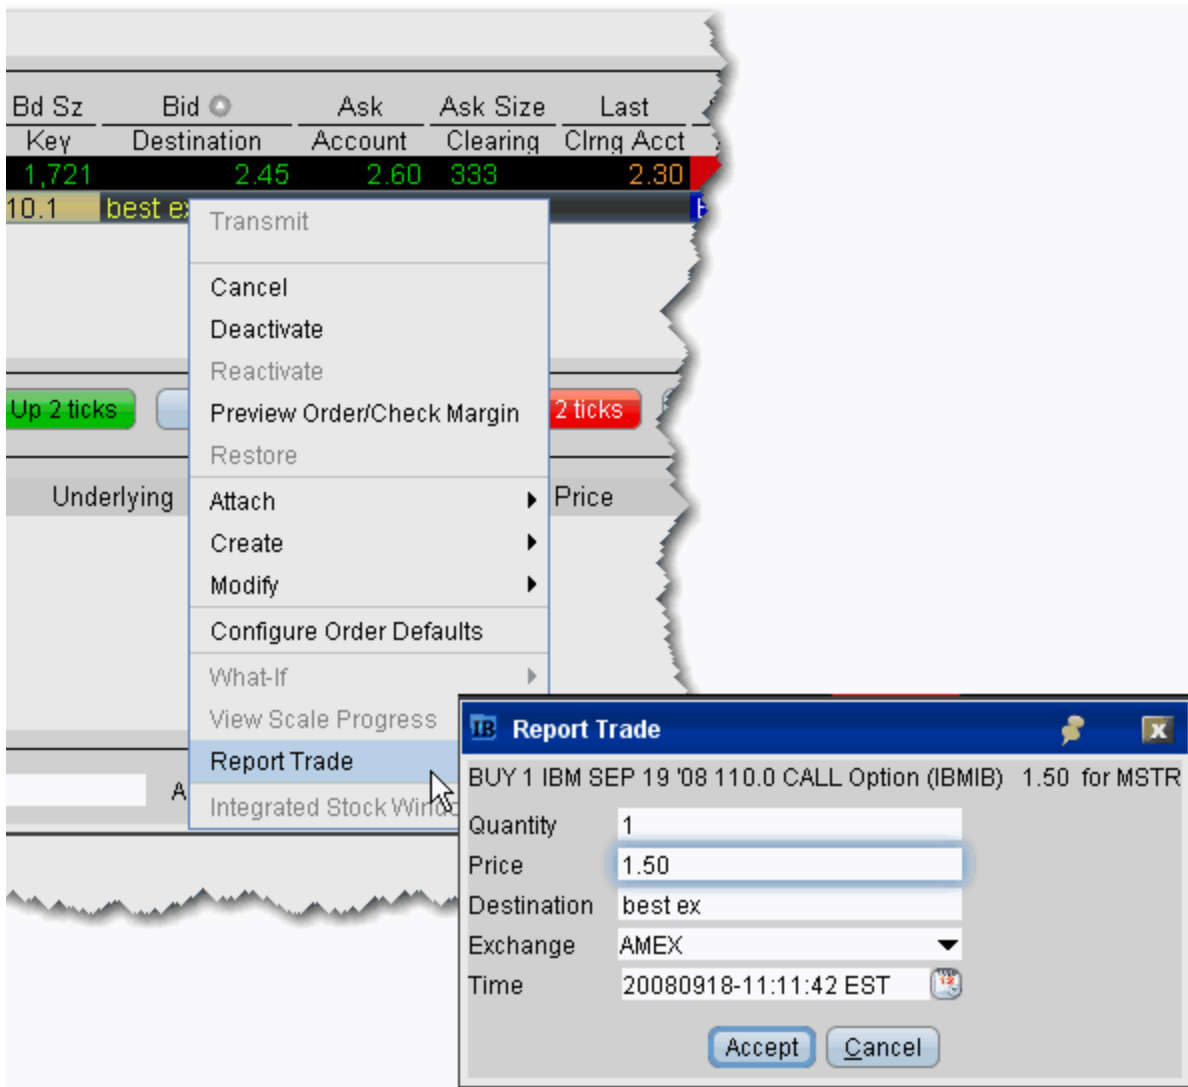 Bd Sz Bid Ask Ask Size Last
Key Destination Account Clearing Clrng Acct
1,721 2.45 2.60 333 2.30
10.1 best ex
Transmit
Cancel
Deactivate
Reactivate
Up 2 ticks Preview Order/Check Margin 2 ticks
Restore
Underlying Attach Price
Create
Modify
Configure Order Defaults
What-If
View Scale Progress
Report Trade
A Integrated Stock Windo
IB Report Trade
BUY 1 IBM SEP 19 '08 110.0 CALL Option (IBMIB) 1.50 for MSTR
Quantity 1
Price 1.50
Destination best ex
Exchange AMEX
Time 20080918-11:11:42 EST
Accept Cancel